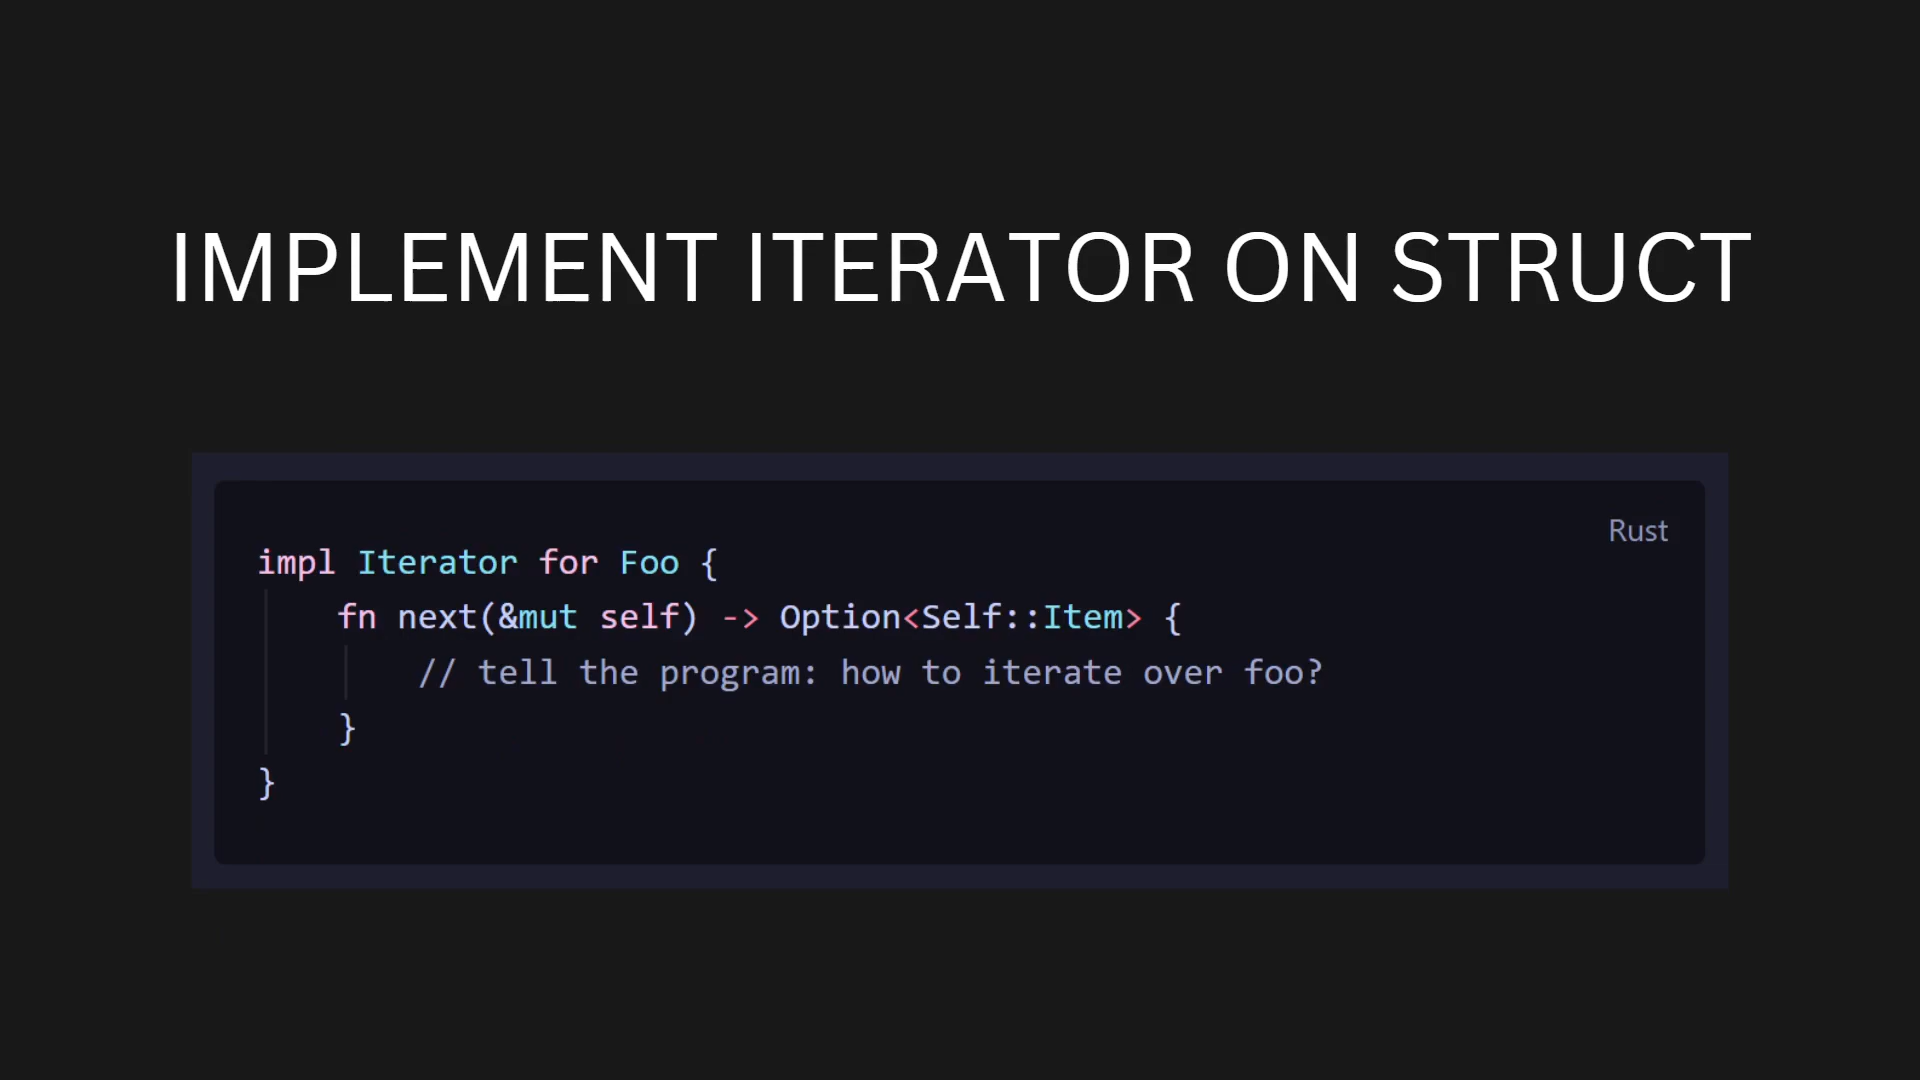 IMPLEMENT ITERATOR ON STRUCT
Rust
impl Iterator for Foo {
    fn next(&mut self) -> Option<Self::Item> {
        // tell the program: how to iterate over foo?
    }
}